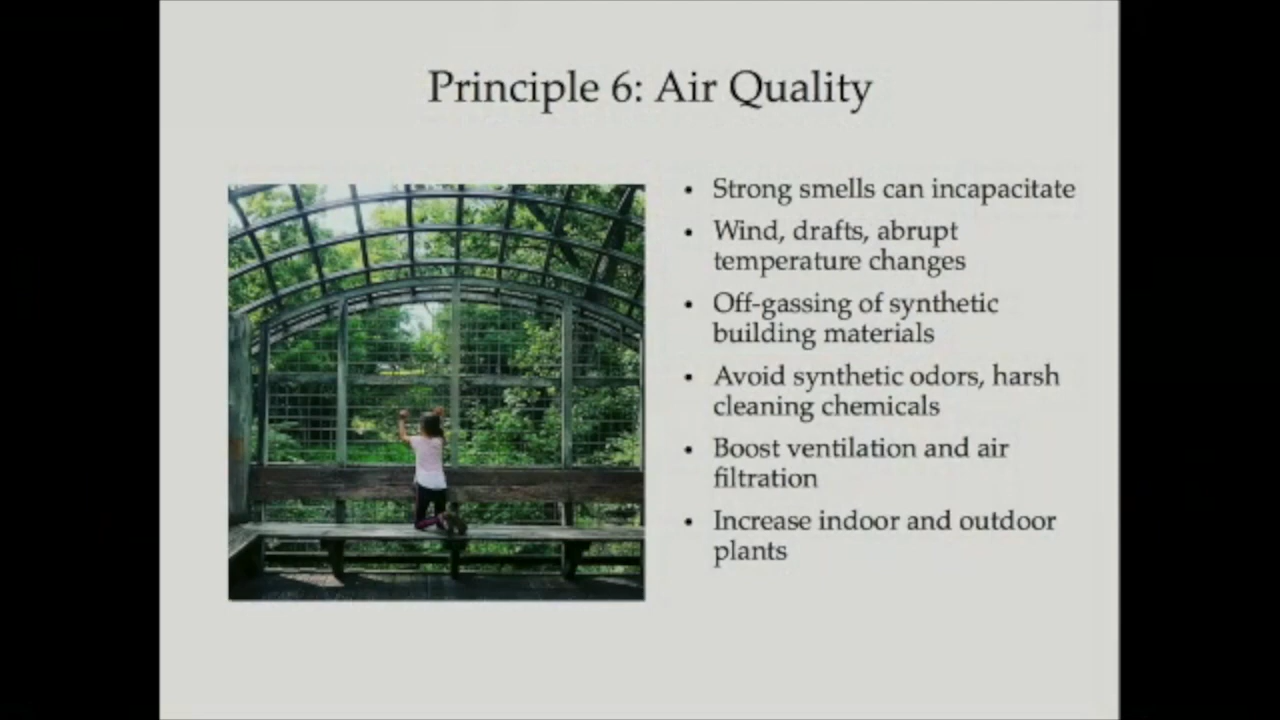 Principle 6: Air Quality
• Strong smells can incapacitate
• Wind, drafts, abrupt
temperature changes
• Off-gassing of synthetic
building materials
• Avoid synthetic odors, harsh
cleaning chemicals
• Boost ventilation and air
filtration
• Increase indoor and outdoor
plants